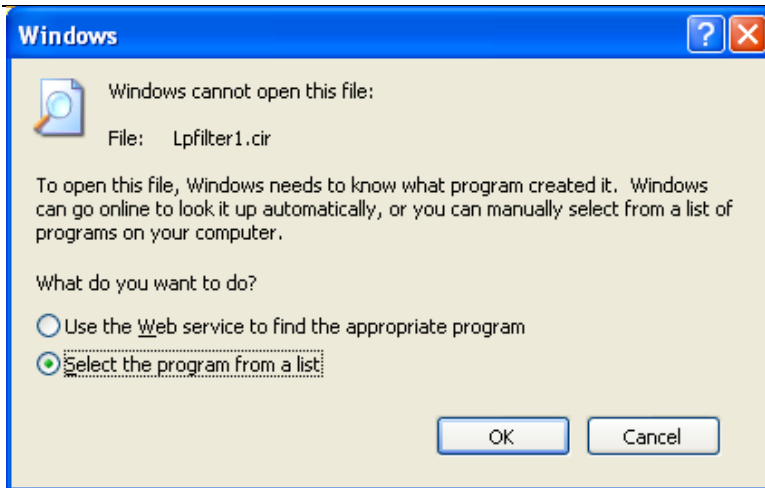 Windows
Windows cannot open this file:
File: Lpfilter1.cir
To open this file, Windows needs to know what program created it. Windows
can go online to look it up automatically, or you can manually select from a list of
programs on your computer.
What do you want to do?
Use the Web service to find the appropriate program
Select the program from a list
OK Cancel